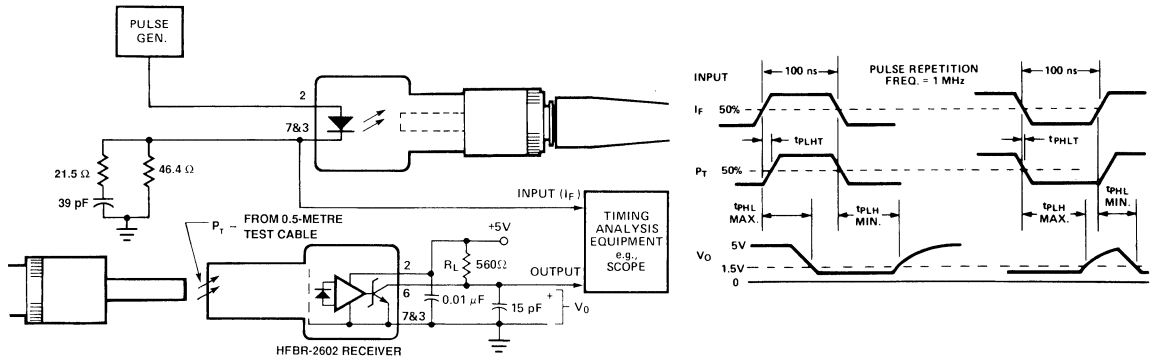 PULSE
GEN.
2
7&3
21.5 Ω
46.4 Ω
39 pF
INPUT (IF)
TIMING
ANALYSIS
EQUIPMENT
e.g.,
SCOPE
PT –
FROM 0.5-METRE
TEST CABLE
+5V
2
RL
560Ω
OUTPUT
6
0.01 μF
15 pF
+
VO
–
7&3
HFBR-2602 RECEIVER
INPUT
100 ns
PULSE REPETITION
FREQ. = 1 MHz
100 ns
IF 50%
tPLHT
tPHLT
PT 50%
tPHL
MAX.
tPLH
MIN.
tPLH
MAX.
tPHL
MIN.
5V
VO
1.5V
0